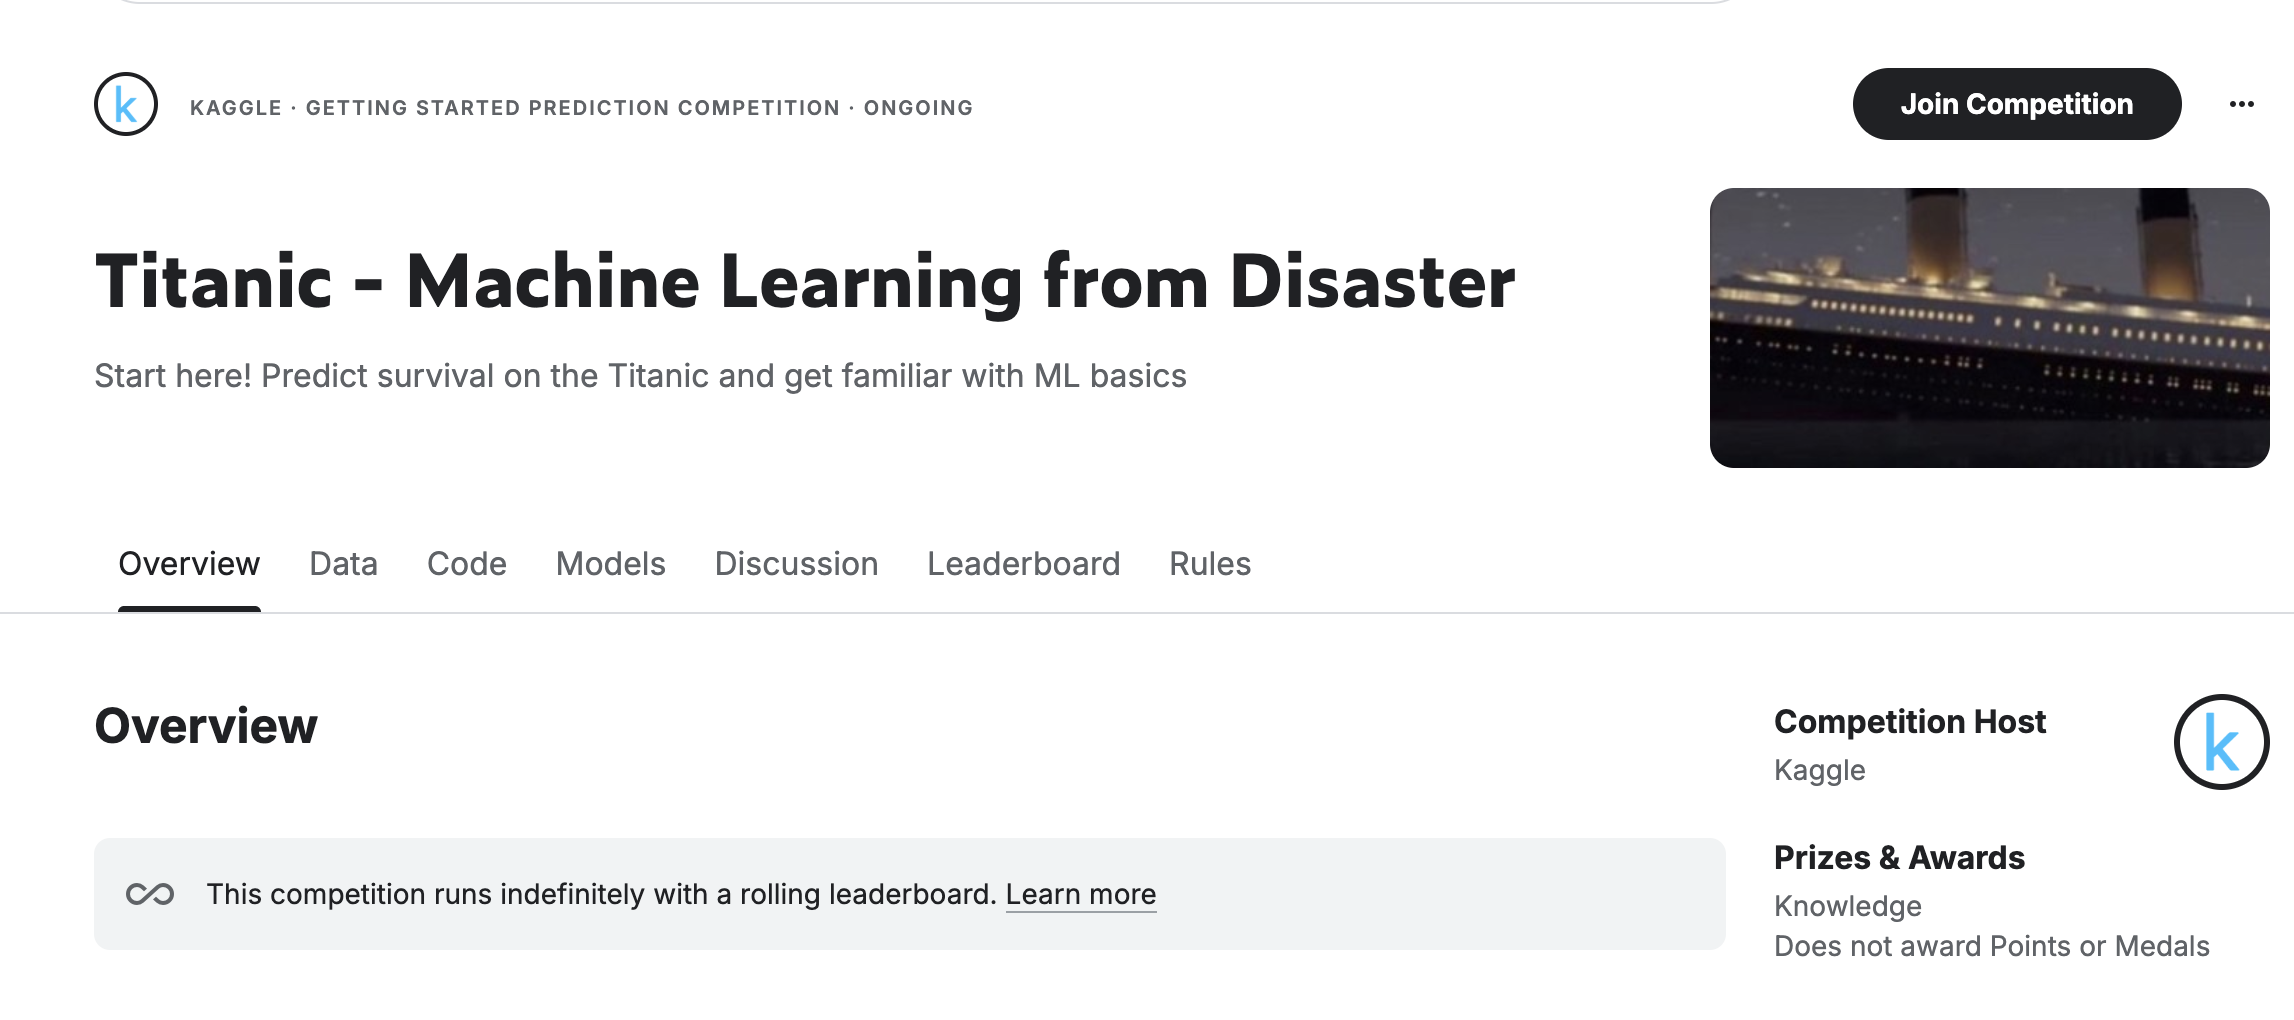 k
KAGGLE · GETTING STARTED PREDICTION COMPETITION · ONGOING
Join Competition
Titanic - Machine Learning from Disaster
Start here! Predict survival on the Titanic and get familiar with ML basics
Overview Data Code Models Discussion Leaderboard Rules
Overview
This competition runs indefinitely with a rolling leaderboard. Learn more
Competition Host
Kaggle
k
Prizes & Awards
Knowledge
Does not award Points or Medals